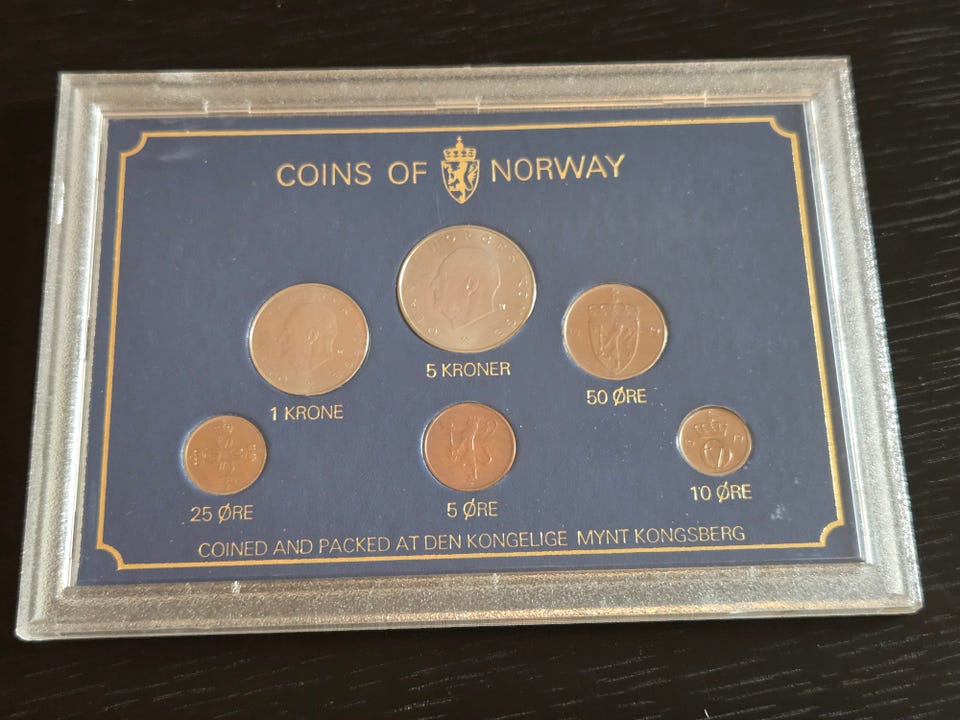 COINS OF NORWAY
5 KRONER
1 KRONE
50 ØRE
25 ØRE
5 ØRE
10 ØRE
COINED AND PACKED AT DEN KONGELIGE MYNT KONGSBERG